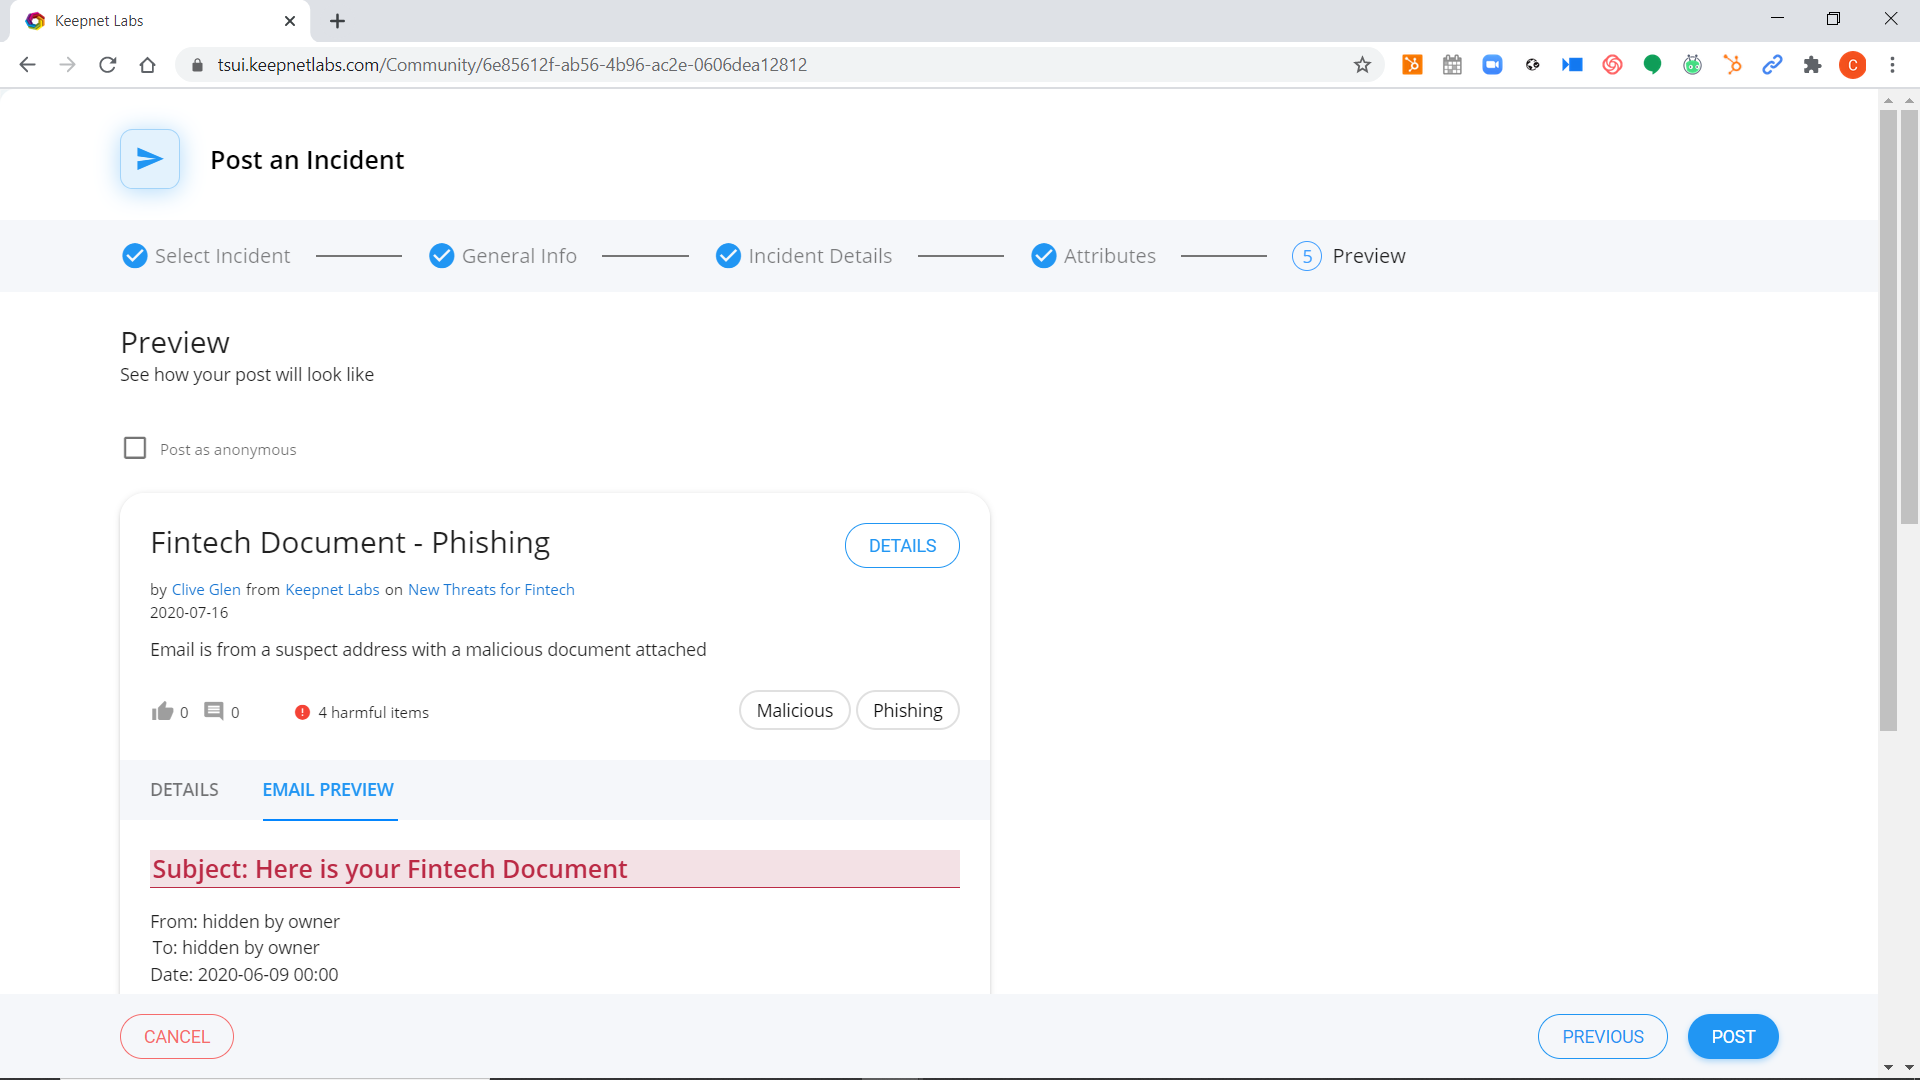 Keepnet Labs
tsui.keepnetlabs.com/Community/6e85612f-ab56-4b96-ac2e-0606dea12812
C
Post an Incident
Select Incident
General Info
Incident Details
Attributes
5 Preview
Preview
See how your post will look like
Post as anonymous
Fintech Document - Phishing
DETAILS
by Clive Glen from Keepnet Labs on New Threats for Fintech
2020-07-16
Email is from a suspect address with a malicious document attached
0 0 4 harmful items Malicious Phishing
DETAILS EMAIL PREVIEW
Subject: Here is your Fintech Document
From: hidden by owner
To: hidden by owner
Date: 2020-06-09 00:00
CANCEL PREVIOUS POST